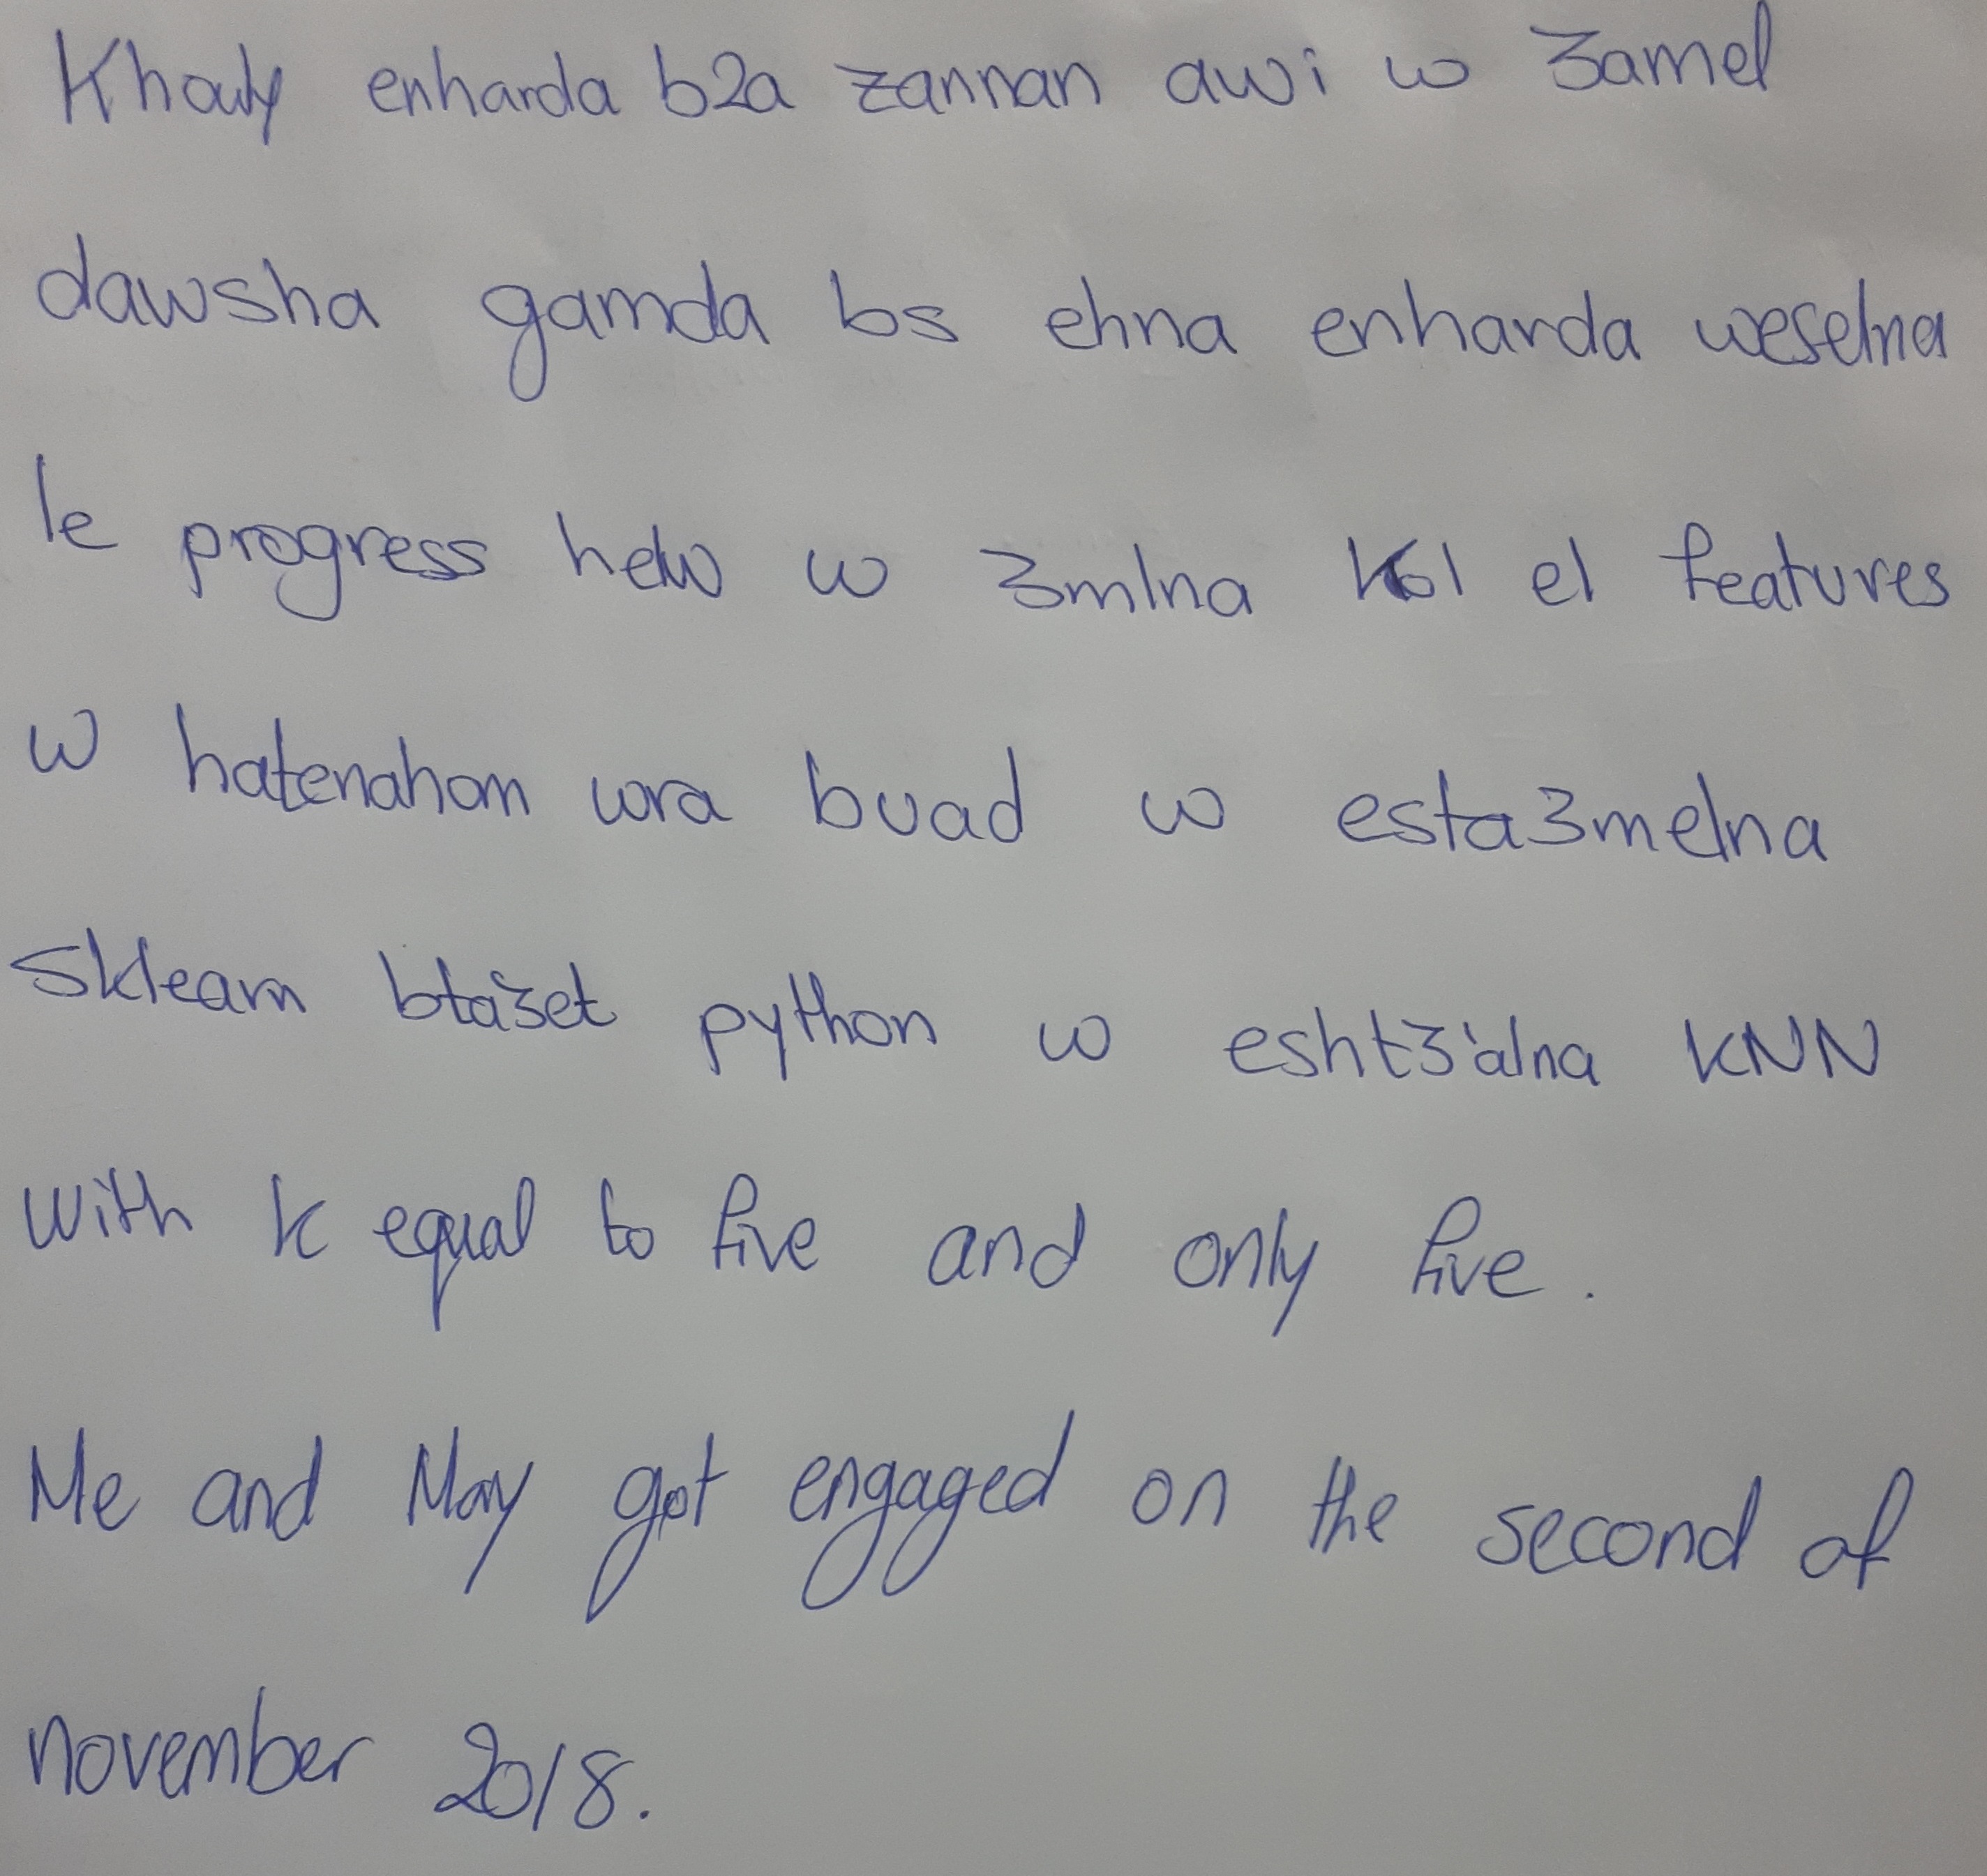 Khaly enharda b2a zannan awi w 3amel
dawsha gamda bs ehna enharda weselna
le progress helw w 3mlna kol el features
w hatenahom wra buad w esta3melna
sklearn bta3et python w esht3'alna KNN
with k equal to five and only five.
Me and May got engaged on the second of
november 2018.